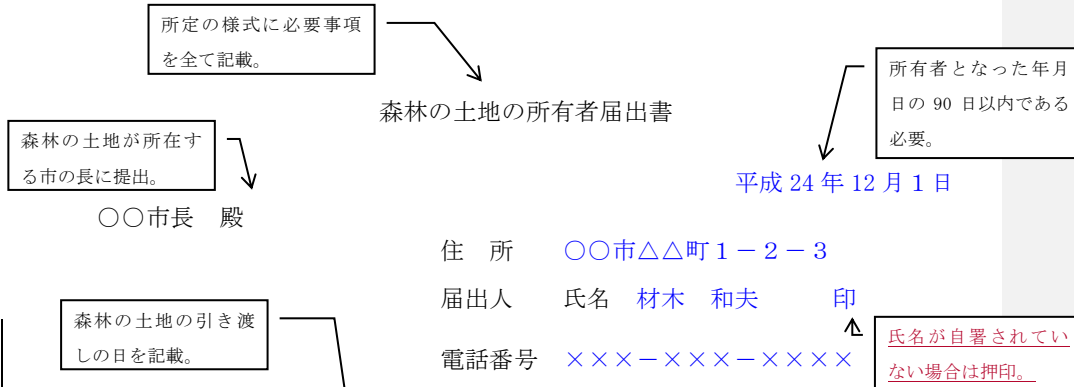 所定の様式に必要事項
を全て記載。
所有者となった年月
日の 90 日以内である
必要。
森林の土地の所有者届出書
森林の土地が所在す
る市の長に提出。
平成 24 年 12 月１日
〇〇市長　殿
住　所　〇〇市△△町１－２－３
届出人　氏名　材木　和夫　印
森林の土地の引き渡
しの日を記載。
電話番号　×××－×××－××××
氏名が自署されてい
ない場合は押印。